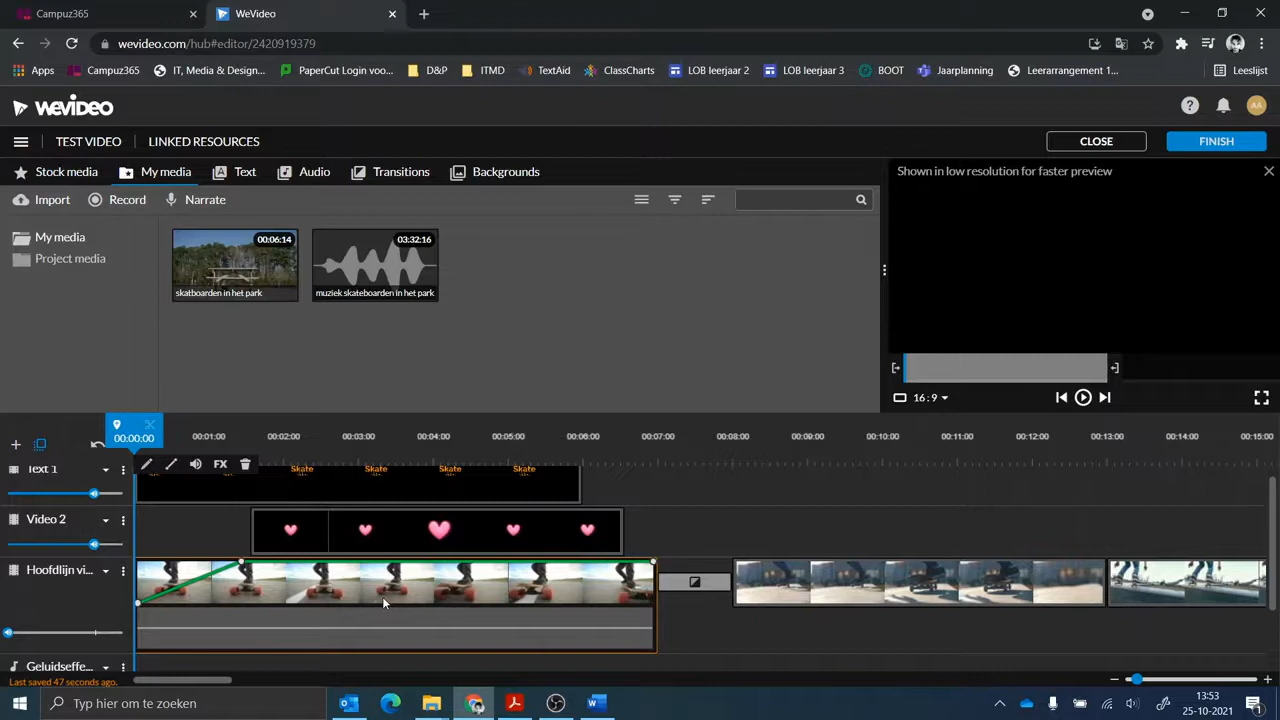 Campuz365
WeVideo
wevideo.com/hub#editor/2420919379
Apps
Campuz365
IT, Media & Design...
PaperCut Login voo...
D&P
ITMD
TextAid
ClassCharts
LOB leerjaar 2
LOB leerjaar 3
BOOT
Jaarplanning
Leerarrangement 1...
Leeslijst
WEVIDEO
AA
TEST VIDEO
LINKED RESOURCES
CLOSE
FINISH
Stock media
My media
Text
Audio
Transitions
Backgrounds
Shown in low resolution for faster preview
Import
Record
Narrate
My media
Project media
00:06:14
skatboarden in het park
03:32:16
muziek skateboarden in het park
16:9
00:00:00
00:01:00
00:02:00
00:03:00
00:04:00
00:05:00
00:06:00
00:07:00
00:08:00
00:09:00
00:10:00
00:11:00
00:12:00
00:13:00
00:14:00
00:15:00
FX
Text 1
Skate
Skate
Skate
Skate
Video 2
Hoofdlijn vi...
Geluidseffe...
Last saved 47 seconds ago.
Typ hier om te zoeken
13:53
25-10-2021
1